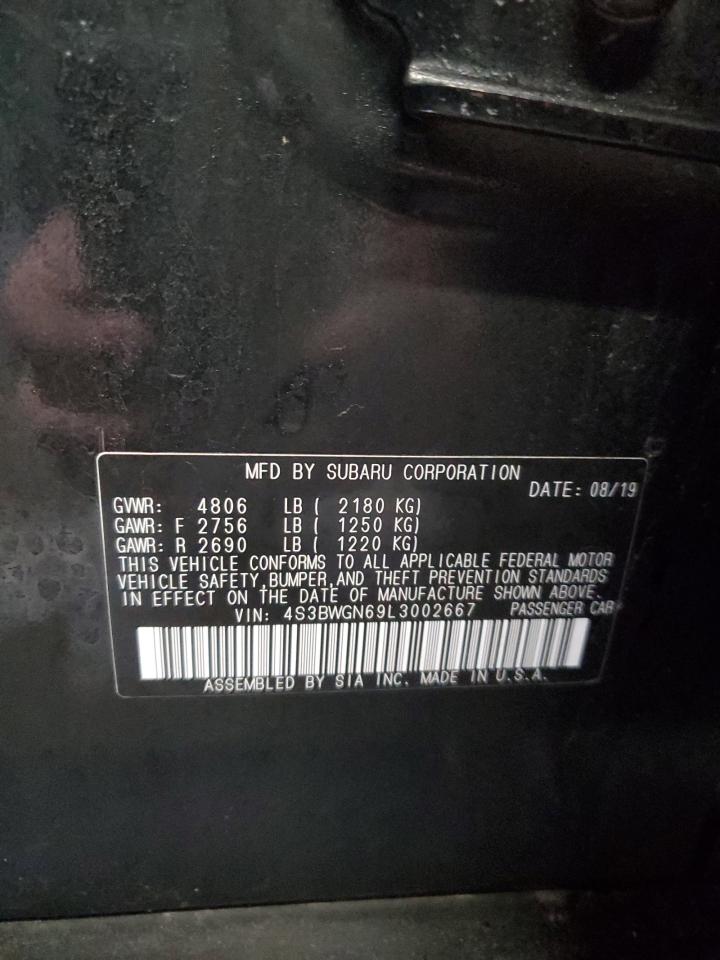 MFD BY SUBARU CORPORATION
DATE: 08/19
GVWR: 4806 LB ( 2180 KG)
GAWR: F 2756 LB ( 1250 KG)
GAWR: R 2690 LB ( 1220 KG)
THIS VEHICLE CONFORMS TO ALL APPLICABLE FEDERAL MOTOR
VEHICLE SAFETY,BUMPER,AND THEFT PREVENTION STANDARDS
IN EFFECT ON THE DATE OF MANUFACTURE SHOWN ABOVE.
VIN: 4S3BWGN69L3002667 PASSENGER CAR
ASSEMBLED BY SIA INC. MADE IN U.S.A.